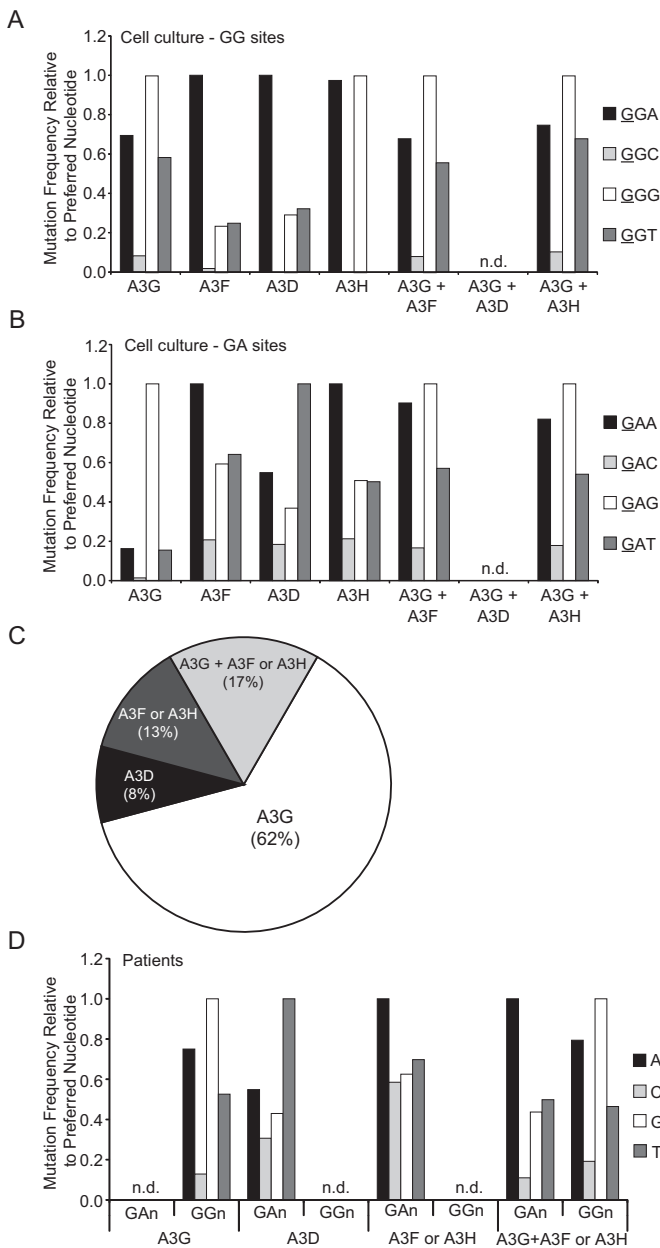 A
Cell culture - GG sites
Mutation Frequency Relative
to Preferred Nucleotide
1.2
1.0
0.8
0.6
0.4
0.2
0.0
n.d.
A3G
A3F
A3D
A3H
A3G +
A3F
A3G +
A3D
A3G +
A3H
GGA
GGC
GGG
GGT
B
Cell culture - GA sites
Mutation Frequency Relative
to Preferred Nucleotide
1.2
1.0
0.8
0.6
0.4
0.2
0.0
n.d.
A3G
A3F
A3D
A3H
A3G +
A3F
A3G +
A3D
A3G +
A3H
GAA
GAC
GAG
GAT
C
A3G + A3F or A3H
(17%)
A3F or A3H
(13%)
A3D
(8%)
A3G
(62%)
D
Patients
Mutation Frequency Relative
to Preferred Nucleotide
1.2
1.0
0.8
0.6
0.4
0.2
0.0
n.d.
n.d.
n.d.
GAn
GGn
GAn
GGn
GAn
GGn
GAn
GGn
A3G
A3D
A3F or A3H
A3G+A3F or A3H
A
C
G
T